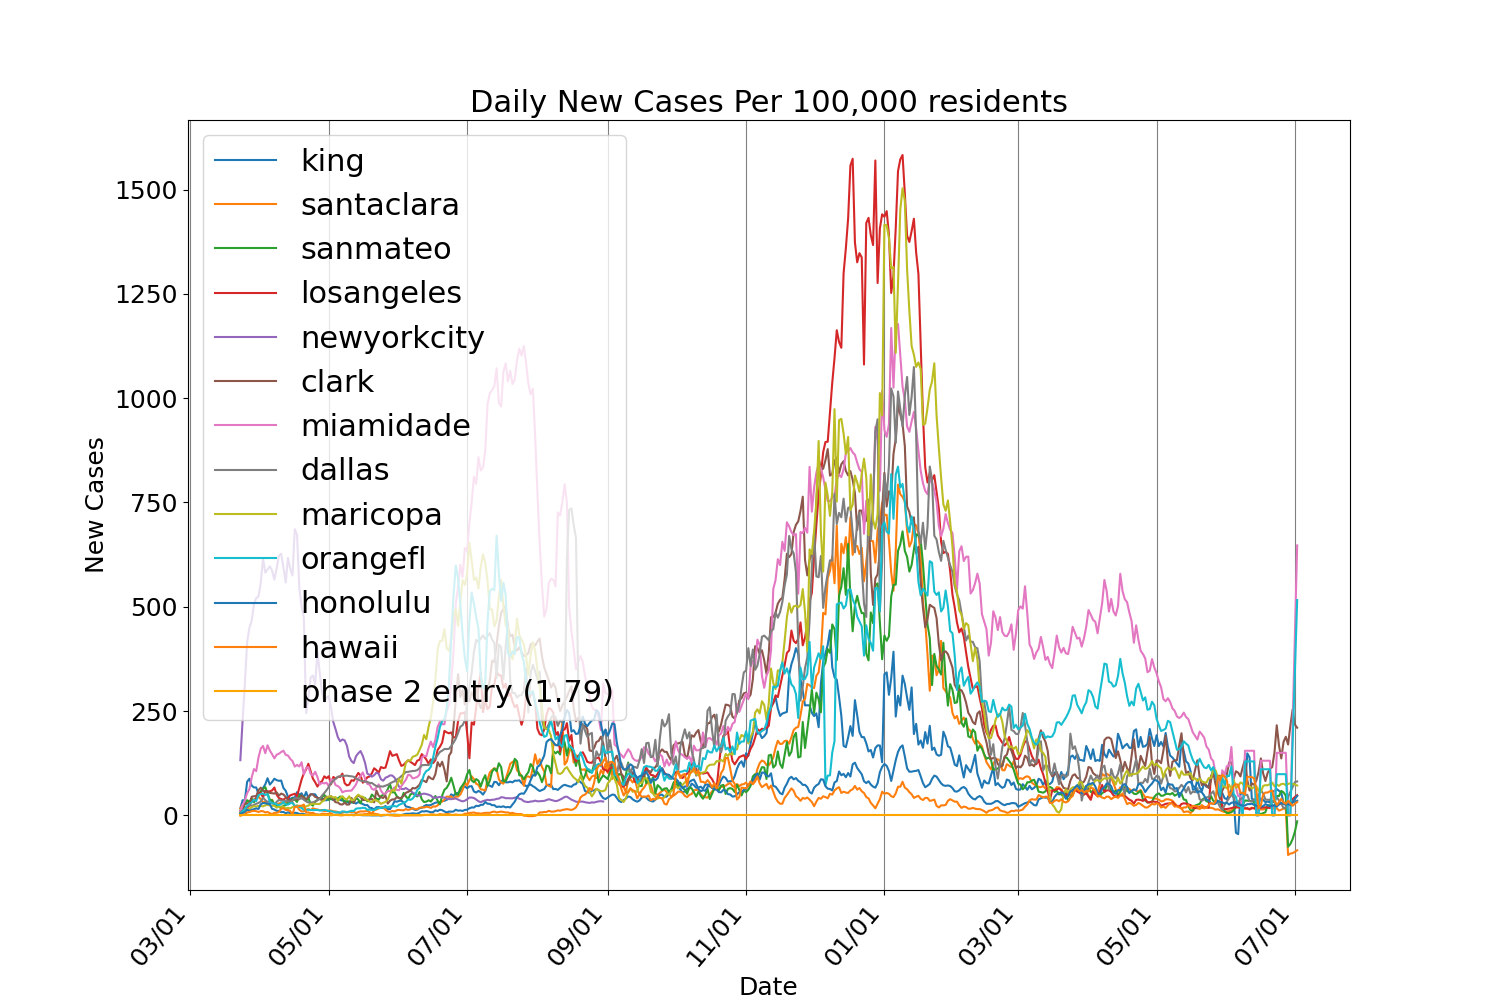 Daily New Cases Per 100,000 residents
New Cases
1500
1250
1000
750
500
250
0
king
santaclara
sanmateo
losangeles
newyorkcity
clark
miamidade
dallas
maricopa
orangefl
honolulu
hawaii
phase 2 entry (1.79)
03/01
05/01
07/01
09/01
11/01
01/01
03/01
05/01
07/01
Date